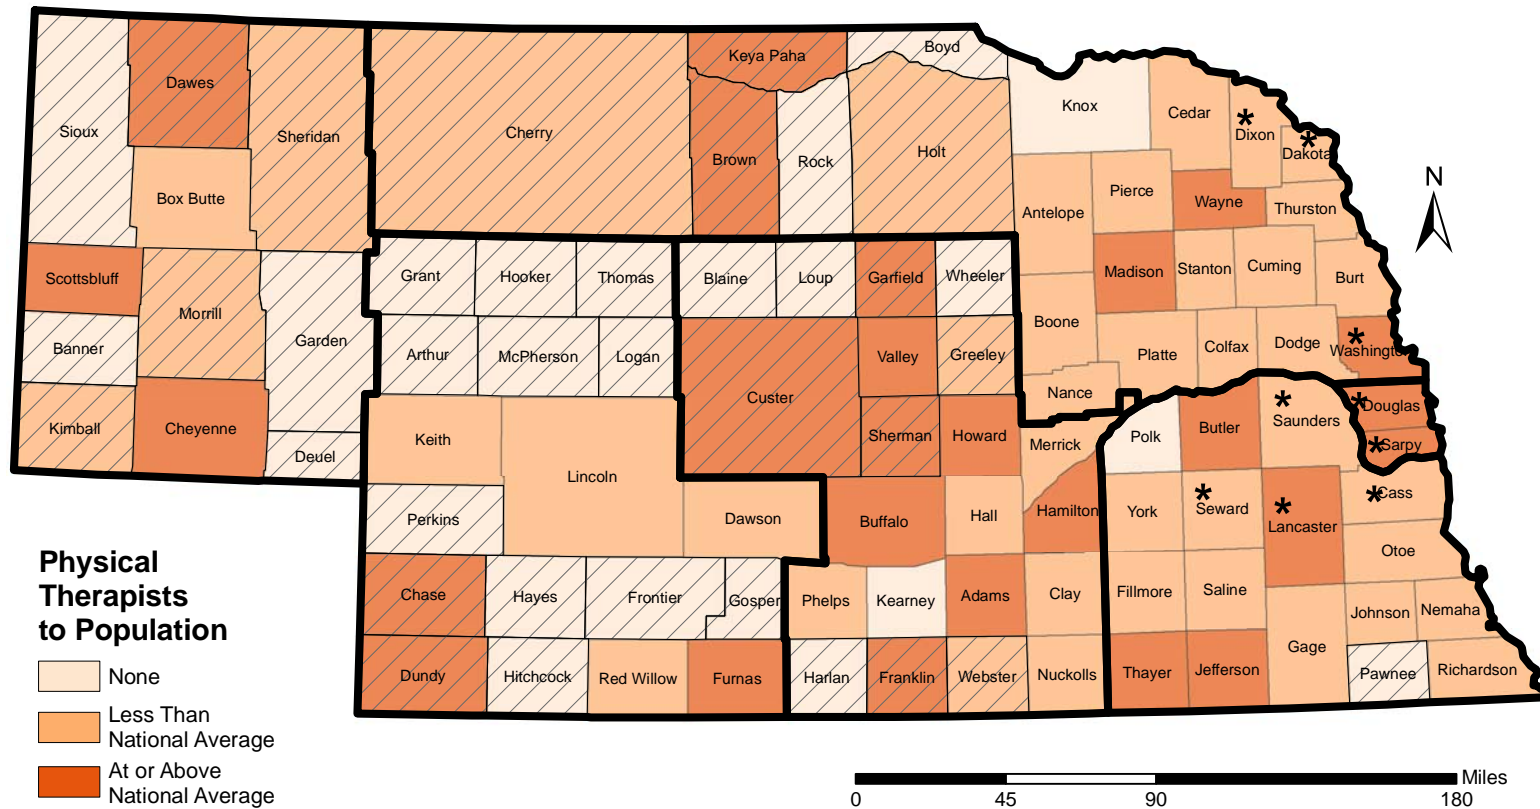 Boyd
Keya Paha
Dawes
Knox
Cedar
Sioux
Sheridan
Cherry
Brown
Rock
Holt
*
Dixon
*
Dakota
N
Box Butte
Pierce
Wayne
Thurston
Antelope
Scottsbluff
Grant
Hooker
Thomas
Blaine
Loup
Garfield
Wheeler
Madison
Stanton
Cuming
Burt
Morrill
Garden
Banner
Arthur
McPherson
Logan
Valley
Greeley
Boone
Platte
Colfax
Dodge
*
Washington
Kimball
Cheyenne
Deuel
Keith
Lincoln
Custer
Sherman
Howard
Nance
Merrick
Polk
Butler
*
Saunders
*
Douglas
*
Sarpy
Perkins
Dawson
Buffalo
Hall
Hamilton
York
*
Seward
*
Lancaster
*
Cass
Otoe
Chase
Hayes
Frontier
Gosper
Phelps
Kearney
Adams
Clay
Fillmore
Saline
Johnson
Nemaha
Dundy
Hitchcock
Red Willow
Furnas
Harlan
Franklin
Webster
Nuckolls
Thayer
Jefferson
Gage
Pawnee
Richardson
Physical
Therapists
to Population
None
Less Than
National Average
At or Above
National Average
Miles
0 45 90 180